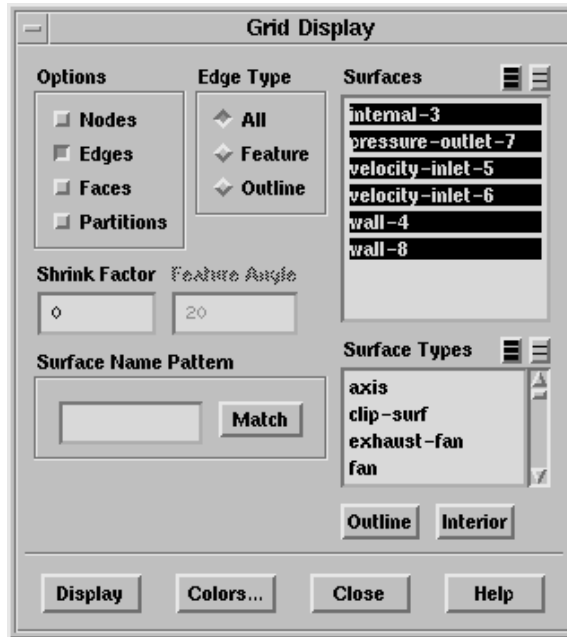 Grid Display
Options
Nodes
Edges
Faces
Partitions
Edge Type
All
Feature
Outline
Surfaces
internal-3
pressure-outlet-7
velocity-inlet-5
velocity-inlet-6
wall-4
wall-8
Shrink Factor
Feature Angle
0
20
Surface Name Pattern
Match
Surface Types
axis
clip-surf
exhaust-fan
fan
Outline
Interior
Display
Colors...
Close
Help